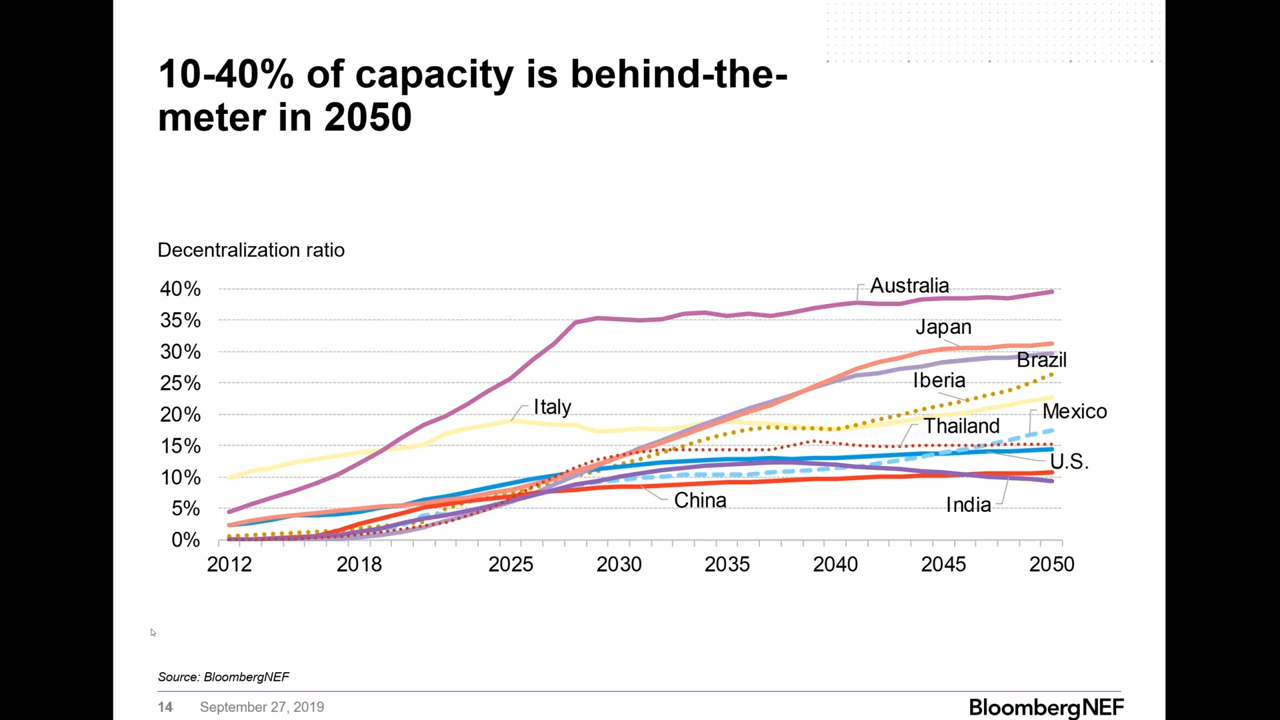 10-40% of capacity is behind-the-
meter in 2050
Decentralization ratio
40%
35%
30%
25%
20%
15%
10%
5%
0%
Australia
Japan
Brazil
Iberia
Italy
Mexico
Thailand
U.S.
China
India
2012 2018 2025 2030 2035 2040 2045 2050
Source: BloombergNEF
14 September 27, 2019
BloombergNEF